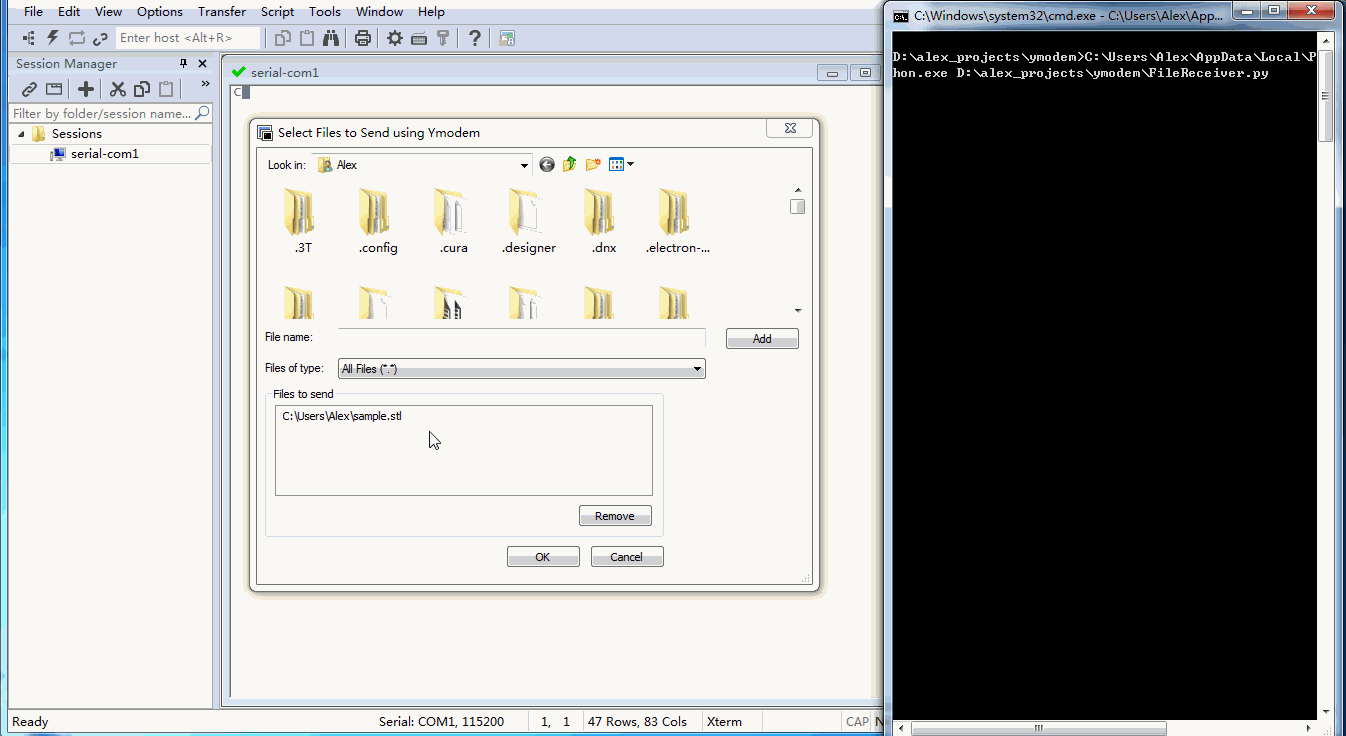 File Edit View Options Transfer Script Tools Window Help
Enter host <Alt+R>
Session Manager
Filter by folder/session name...
Sessions
serial-com1
serial-com1
C
Select Files to Send using Ymodem
Look in: Alex
.3T .config .cura .designer .dnx .electron-...
File name: Add
Files of type: All Files (*.*)
Files to send
C:\Users\Alex\sample.stl
Remove
OK Cancel
Ready Serial: COM1, 115200 1, 1 47 Rows, 83 Cols Xterm CAP N
C:\Windows\system32\cmd.exe - C:\Users\Alex\App...
D:\alex_projects\ymodem>C:\Users\Alex\AppData\Local\P
hon.exe D:\alex_projects\ymodem\FileReceiver.py